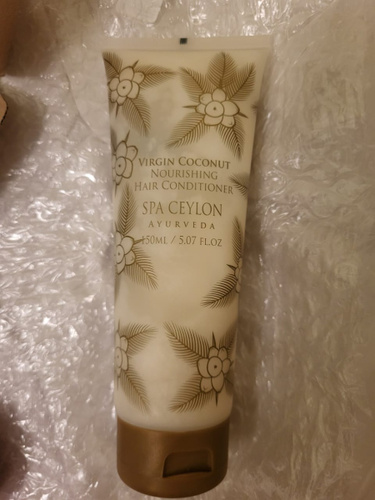 VIRGIN COCONUT
NOURISHING
HAIR CONDITIONER
SPA CEYLON
AYURVEDA
150ML / 5.07 FL.OZ